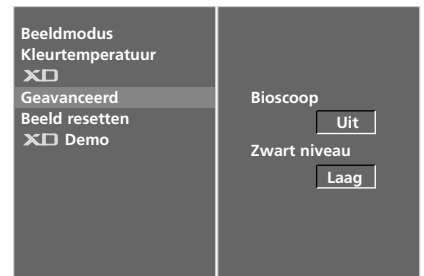 Beeldmodus
Kleurtemperatuur
XD
Geavanceerd
Beeld resetten
XD Demo
Bioscoop
Uit
Zwart niveau
Laag